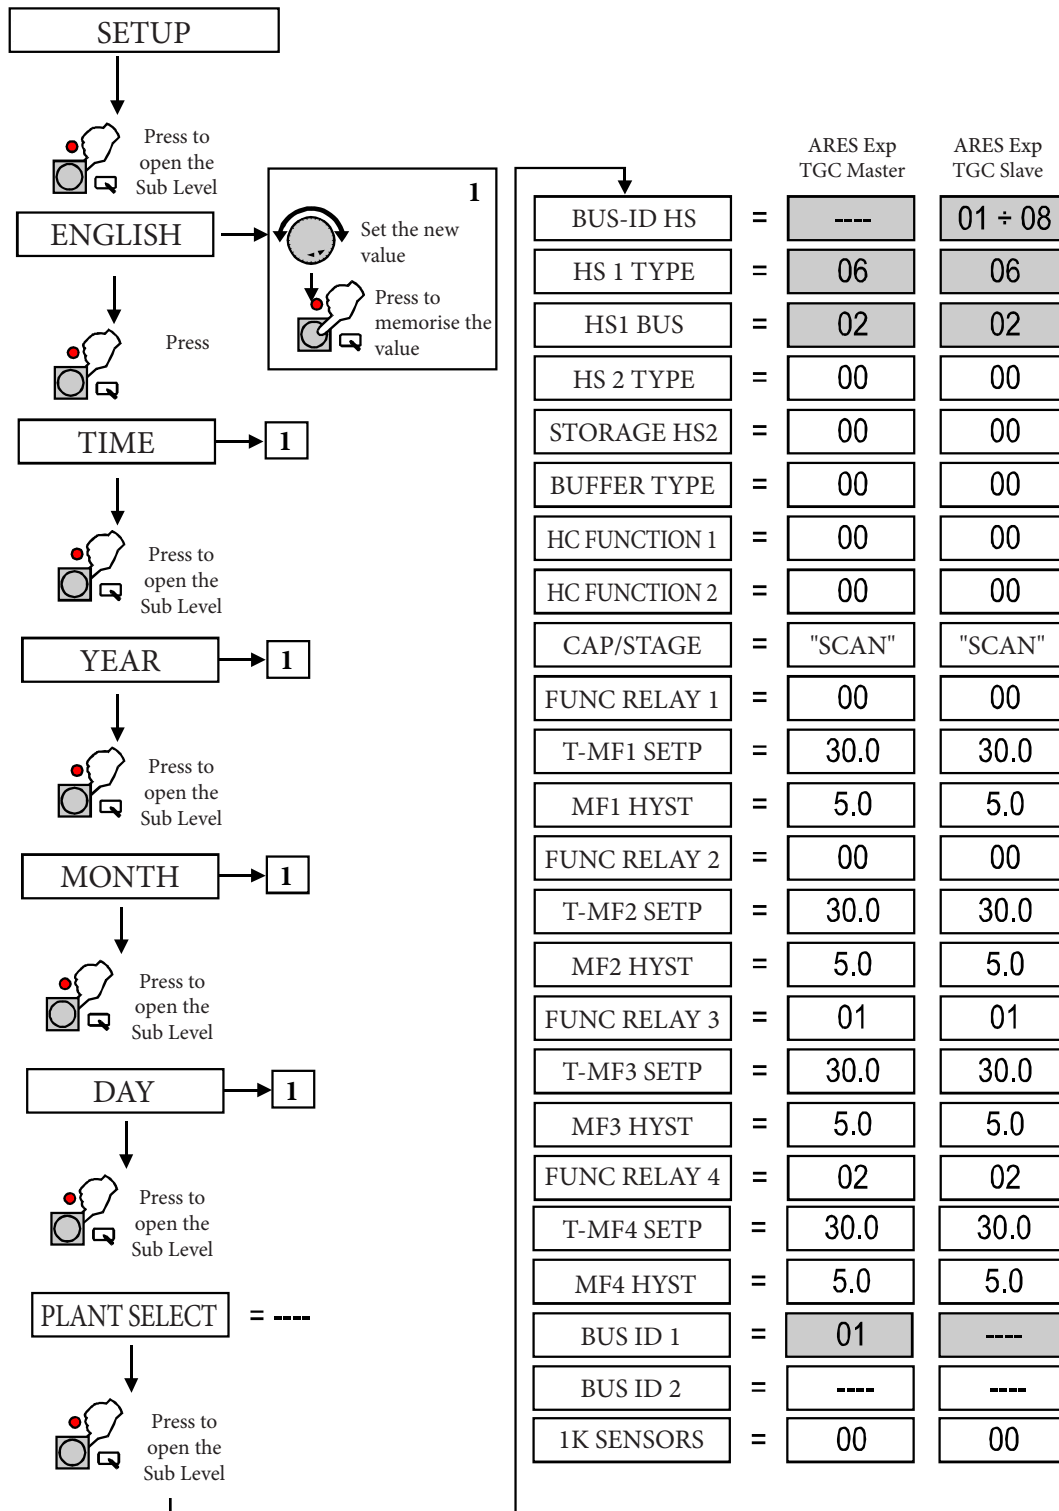 SETUP
Press to
open the
Sub Level
ENGLISH
1
Set the new
value
Press to
memorise the
value
Press
TIME
1
Press to
open the
Sub Level
YEAR
1
Press to
open the
Sub Level
MONTH
1
Press to
open the
Sub Level
DAY
1
Press to
open the
Sub Level
PLANT SELECT = ----
Press to
open the
Sub Level
ARES Exp
TGC Master
ARES Exp
TGC Slave
BUS-ID HS = ---- 01 ÷ 08
HS 1 TYPE = 06 06
HS1 BUS = 02 02
HS 2 TYPE = 00 00
STORAGE HS2 = 00 00
BUFFER TYPE = 00 00
HC FUNCTION 1 = 00 00
HC FUNCTION 2 = 00 00
CAP/STAGE = "SCAN" "SCAN"
FUNC RELAY 1 = 00 00
T-MF1 SETP = 30.0 30.0
MF1 HYST = 5.0 5.0
FUNC RELAY 2 = 00 00
T-MF2 SETP = 30.0 30.0
MF2 HYST = 5.0 5.0
FUNC RELAY 3 = 01 01
T-MF3 SETP = 30.0 30.0
MF3 HYST = 5.0 5.0
FUNC RELAY 4 = 02 02
T-MF4 SETP = 30.0 30.0
MF4 HYST = 5.0 5.0
BUS ID 1 = 01 ----
BUS ID 2 = ---- ----
1K SENSORS = 00 00